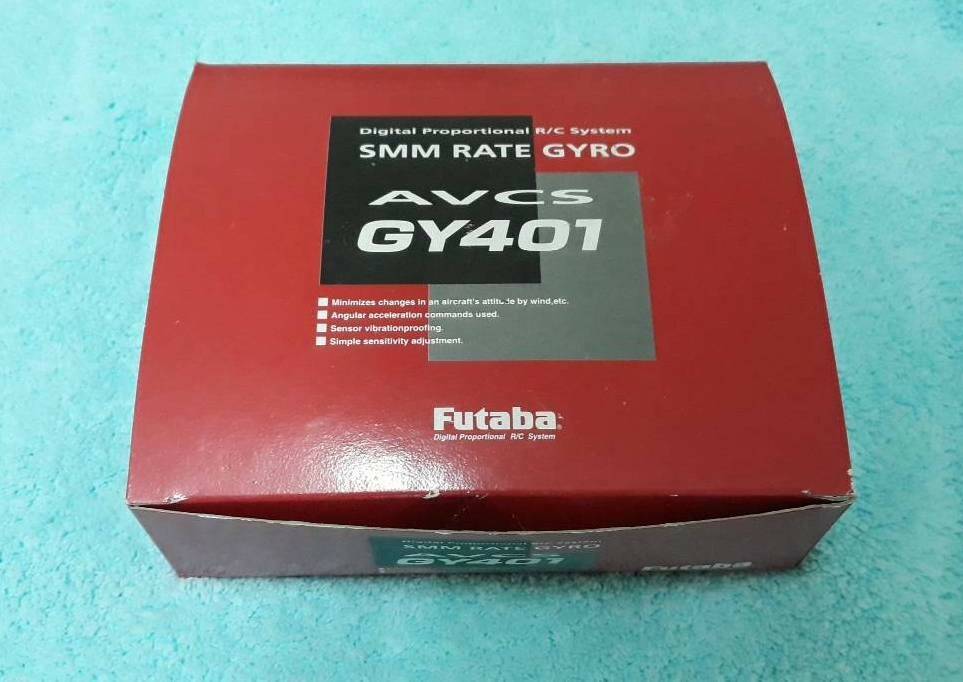 Digital Proportional R/C System
SMM RATE GYRO
AVCS
GY401
Minimizes changes in an aircraft's attitude by wind,etc.
Angular acceleration commands used.
Sensor vibrationproofing.
Simple sensitivity adjustment.
Futaba®
Digital Proportional R/C System
SMM RATE GYRO
AVCS
GY401
Futaba